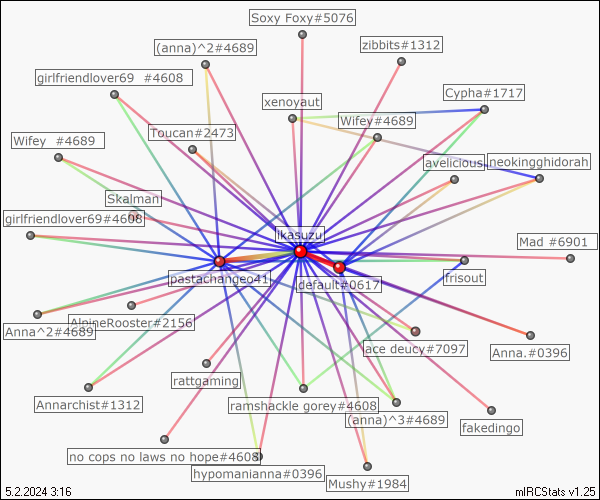 Soxy Foxy#5076
(anna)^2#4689
zibbits#1312
girlfriendlover69   #4608
Cypha#1717
xenoyaut
Wifey#4689
Toucan#2473
Wifey   #4689
avelicious
neokingghidorah
Skalman
girlfriendlover69#4608
ikasuzu
Mad  #6901
pastachangeo41
.default#0617
frisout
AlpineRooster#2156
Anna^2#4689
ace deucy#7097
Anna.#0396
rattgaming
Annarchist#1312
ramshackle gorey#4608
(anna)^3#4689
fakedingo
no cops no laws no hope#4608
hypomanianna#0396
Mushy#1984
5.2.2024 3:16
mIRCStats v1.25